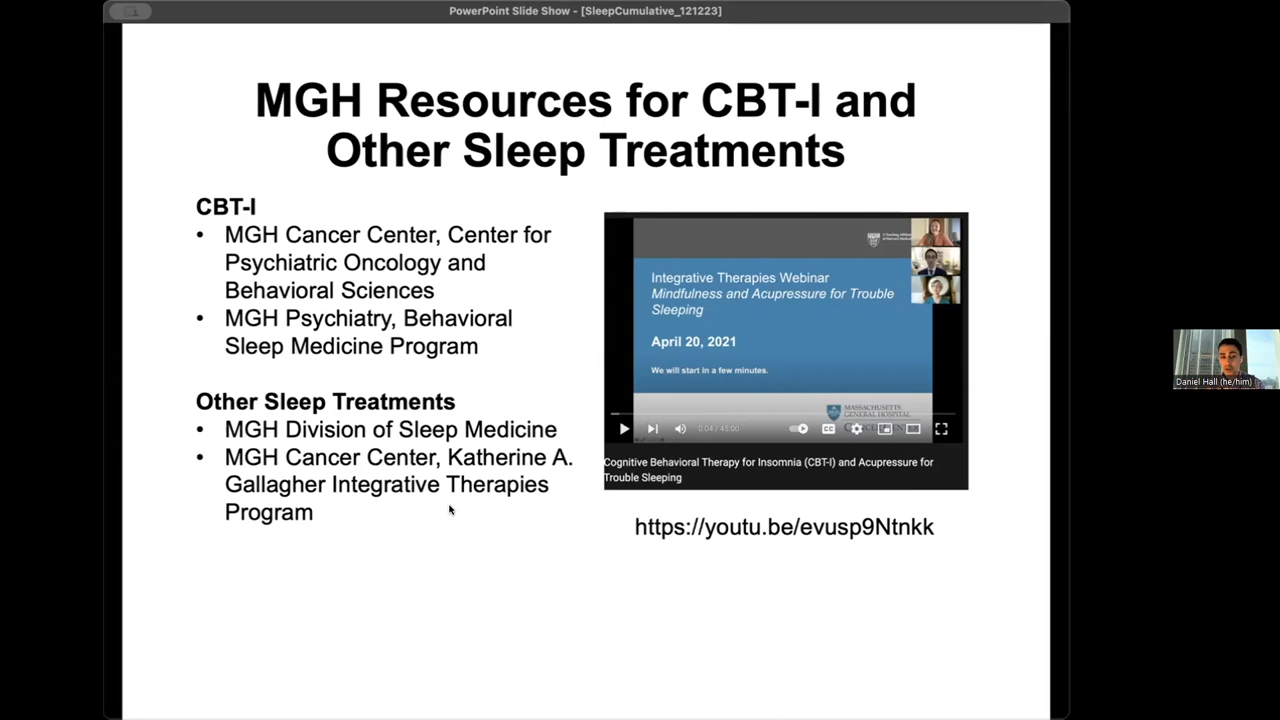 PowerPoint Slide Show - [SleepCumulative_121223]
MGH Resources for CBT-I and
Other Sleep Treatments
CBT-I
• MGH Cancer Center, Center for
Psychiatric Oncology and
Behavioral Sciences
• MGH Psychiatry, Behavioral
Sleep Medicine Program
Other Sleep Treatments
• MGH Division of Sleep Medicine
• MGH Cancer Center, Katherine A.
Gallagher Integrative Therapies
Program
Integrative Therapies Webinar
Mindfulness and Acupressure for Trouble
Sleeping
April 20, 2021
We will start in a few minutes.
MASSACHUSETTS
GENERAL HOSPITAL
0:04 / 45:00
Cognitive Behavioral Therapy for Insomnia (CBT-I) and Acupressure for
Trouble Sleeping
https://youtu.be/evusp9Ntnkk
Daniel Hall (he/him)